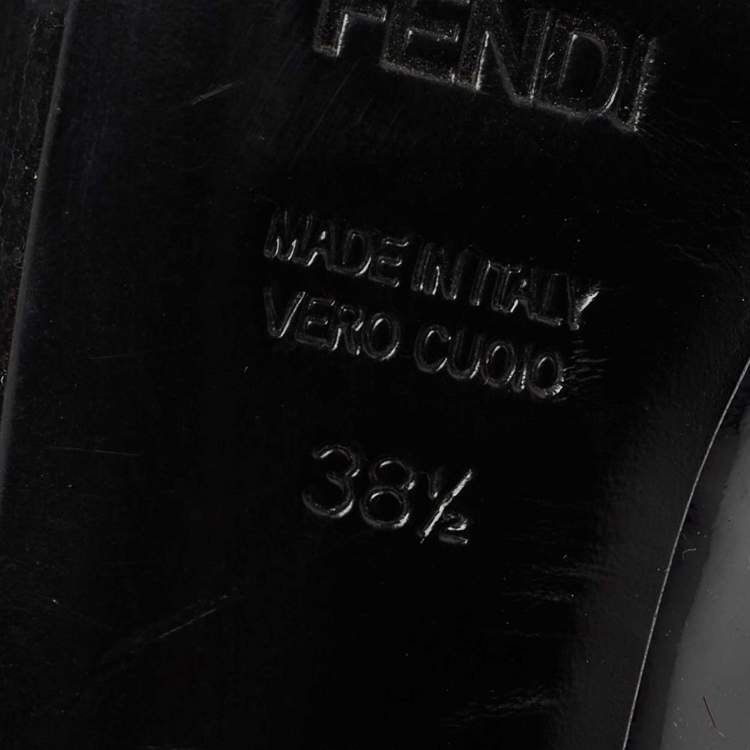 FENDI
MADE IN ITALY
VERO CUOIO
38½